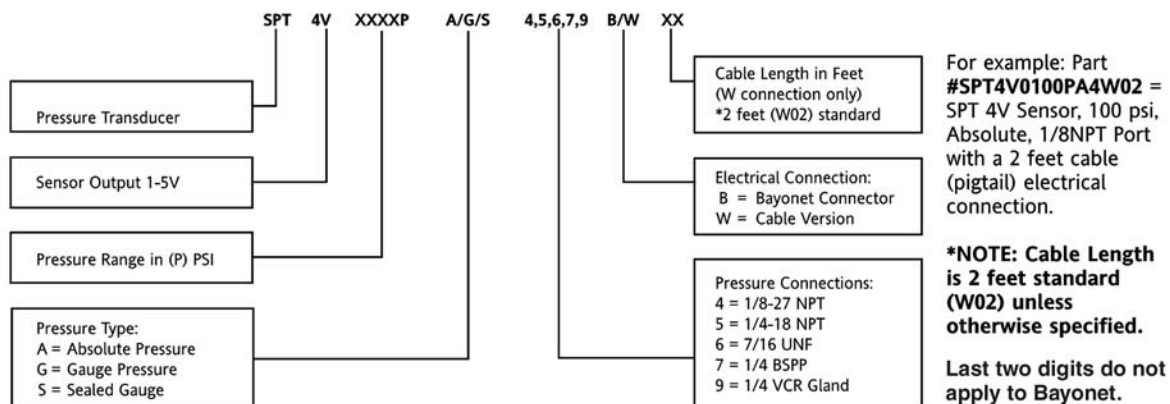 SPT 4V XXXXP A/G/S 4,5,6,7,9 B/W XX
Pressure Transducer
Sensor Output 1-5V
Pressure Range in (P) PSI
Pressure Type:
A = Absolute Pressure
G = Gauge Pressure
S = Sealed Gauge
Cable Length in Feet
(W connection only)
*2 feet (W02) standard
Electrical Connection:
B = Bayonet Connector
W = Cable Version
Pressure Connections:
4 = 1/8-27 NPT
5 = 1/4-18 NPT
6 = 7/16 UNF
7 = 1/4 BSPP
9 = 1/4 VCR Gland
For example: Part
#SPT4V0100PA4W02 =
SPT 4V Sensor, 100 psi,
Absolute, 1/8NPT Port
with a 2 feet cable
(pigtail) electrical
connection.
*NOTE: Cable Length
is 2 feet standard
(W02) unless
otherwise specified.
Last two digits do not
apply to Bayonet.